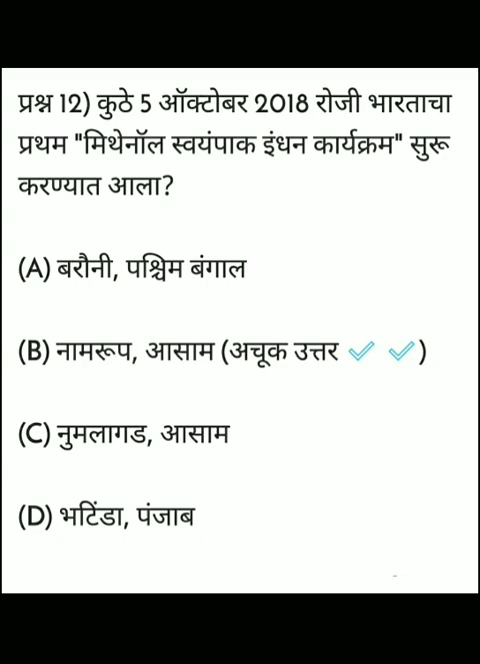 प्रश्न 12) कुठे 5 ऑक्टोबर 2018 रोजी भारताचा
प्रथम "मिथेनॉल स्वयंपाक इंधन कार्यक्रम" सुरू
करण्यात आला?
(A) बरौनी, पश्चिम बंगाल
(B) नामरूप, आसाम (अचूक उत्तर ✓ ✓)
(C) नुमलागड, आसाम
(D) भटिंडा, पंजाब